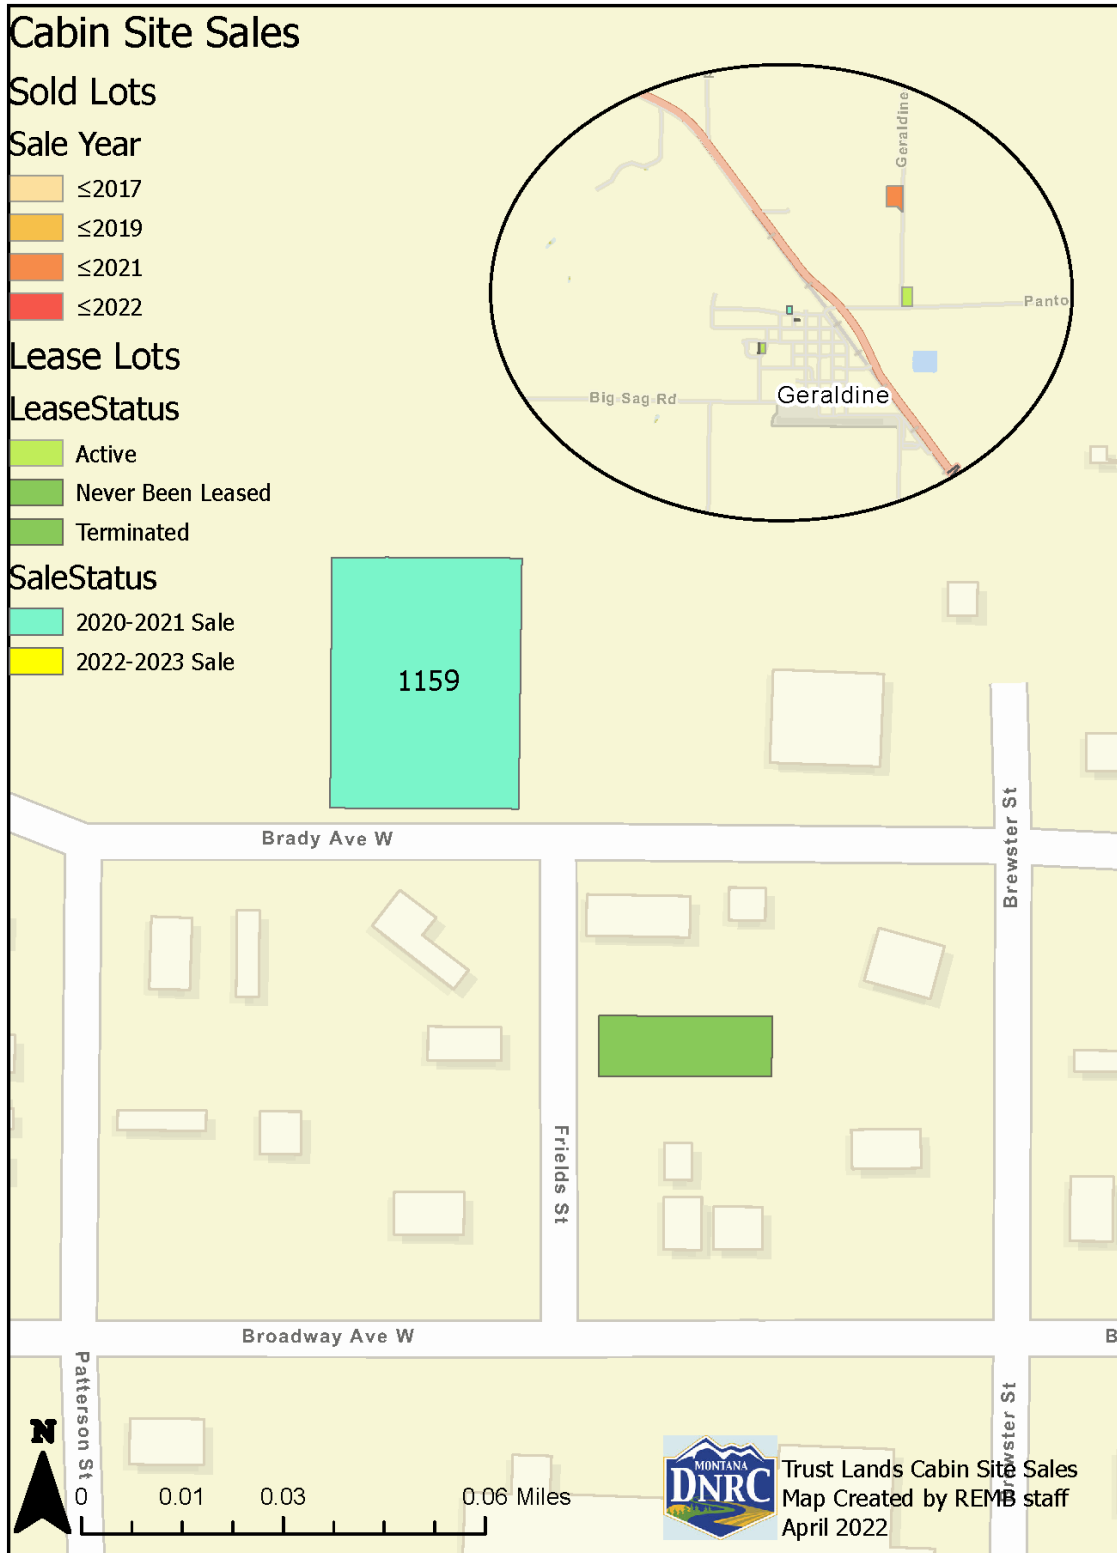 Cabin Site Sales
Sold Lots
Sale Year
≤2017
≤2019
≤2021
≤2022
Lease Lots
LeaseStatus
Active
Never Been Leased
Terminated
SaleStatus
2020-2021 Sale
2022-2023 Sale
Geraldine
Panto
Big Sag Rd
Geraldine
1159
Brady Ave W
Brewster St
Frields St
Broadway Ave W
B
Patterson St
Brewster St
N
0 0.01 0.03 0.06 Miles
MONTANA
DNRC
Trust Lands Cabin Site Sales
Map Created by REMB staff
April 2022